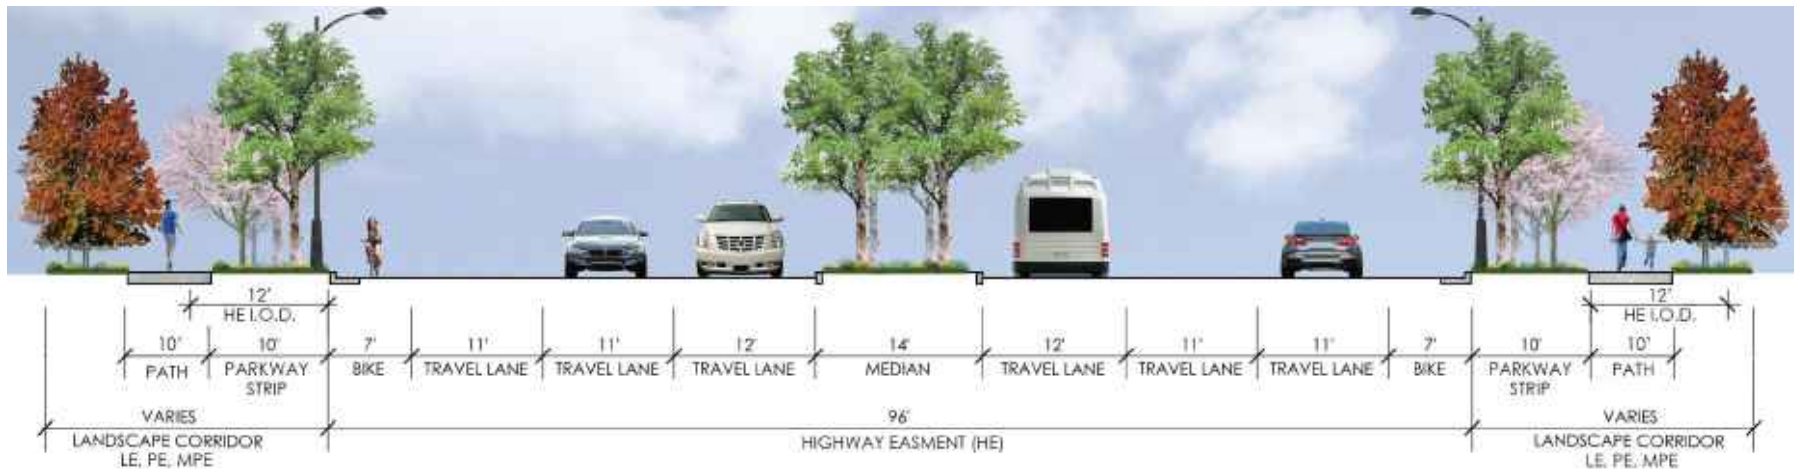 12'
HE I.O.D.
12'
HE I.O.D.
10' 10' 7' 11' 11' 12' 14' 12' 11' 11' 7' 10' 10'
PATH PARKWAY STRIP BIKE TRAVEL LANE TRAVEL LANE TRAVEL LANE MEDIAN TRAVEL LANE TRAVEL LANE TRAVEL LANE BIKE PARKWAY STRIP PATH
VARIES 96' VARIES
LANDSCAPE CORRIDOR HIGHWAY EASMENT (HE) LANDSCAPE CORRIDOR
LE, PE, MPE LE, PE, MPE